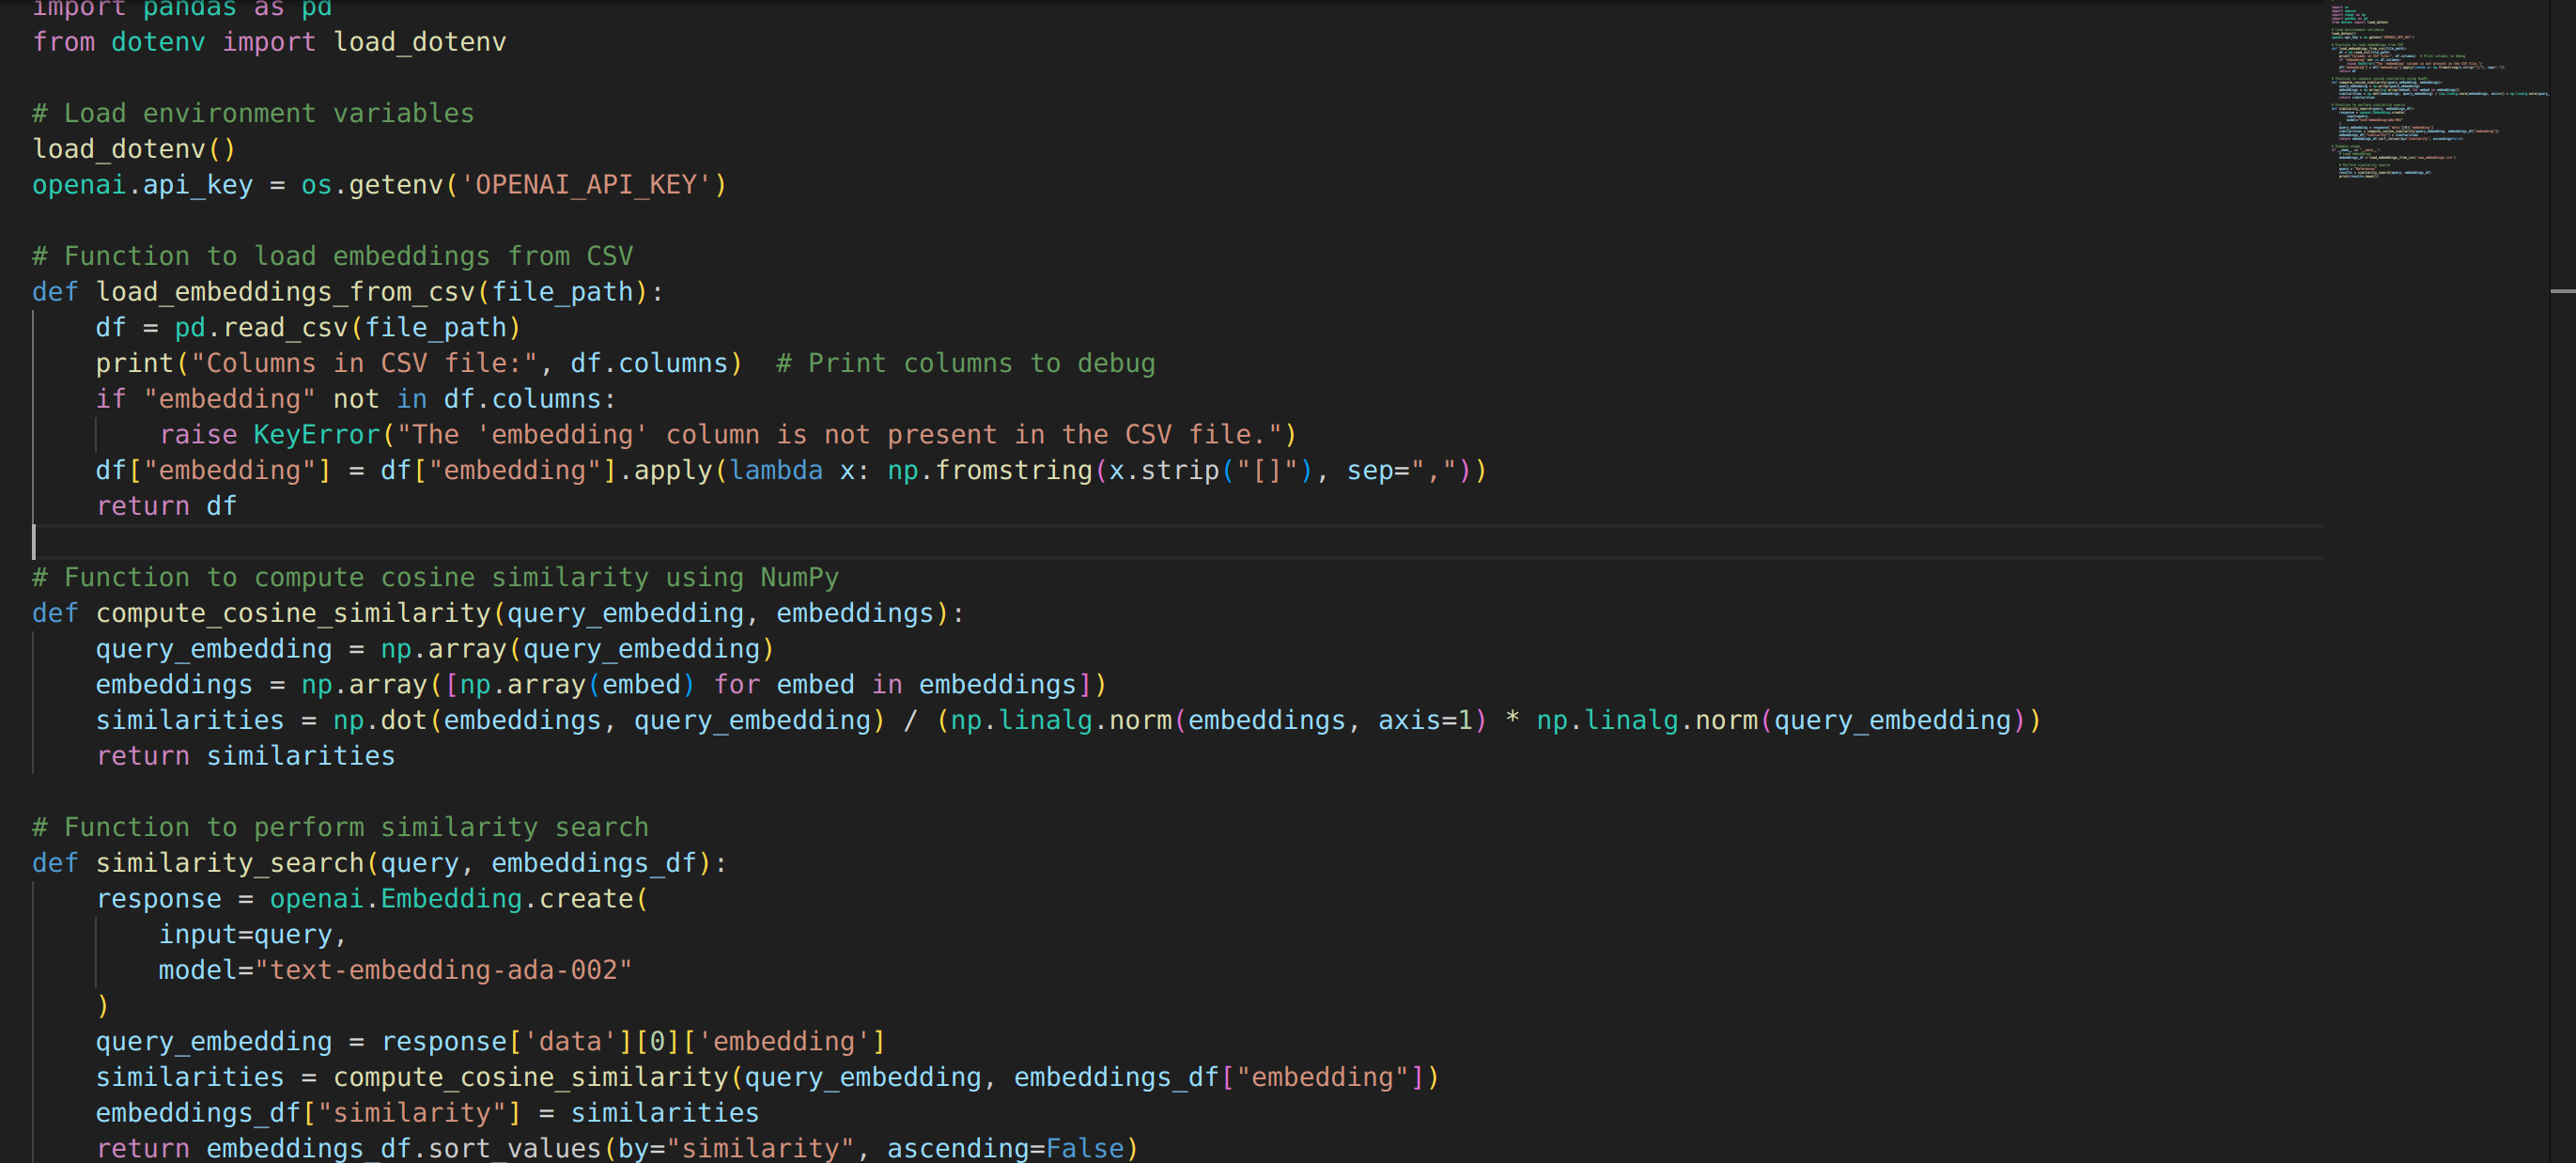 import pandas as pd
from dotenv import load_dotenv

# Load environment variables
load_dotenv()
openai.api_key = os.getenv('OPENAI_API_KEY')

# Function to load embeddings from CSV
def load_embeddings_from_csv(file_path):
    df = pd.read_csv(file_path)
    print("Columns in CSV file:", df.columns)  # Print columns to debug
    if "embedding" not in df.columns:
        raise KeyError("The 'embedding' column is not present in the CSV file.")
    df["embedding"] = df["embedding"].apply(lambda x: np.fromstring(x.strip("[]"), sep=","))
    return df

# Function to compute cosine similarity using NumPy
def compute_cosine_similarity(query_embedding, embeddings):
    query_embedding = np.array(query_embedding)
    embeddings = np.array([np.array(embed) for embed in embeddings])
    similarities = np.dot(embeddings, query_embedding) / (np.linalg.norm(embeddings, axis=1) * np.linalg.norm(query_embedding))
    return similarities

# Function to perform similarity search
def similarity_search(query, embeddings_df):
    response = openai.Embedding.create(
        input=query,
        model="text-embedding-ada-002"
    )
    query_embedding = response['data'][0]['embedding']
    similarities = compute_cosine_similarity(query_embedding, embeddings_df["embedding"])
    embeddings_df["similarity"] = similarities
    return embeddings_df.sort_values(by="similarity", ascending=False)